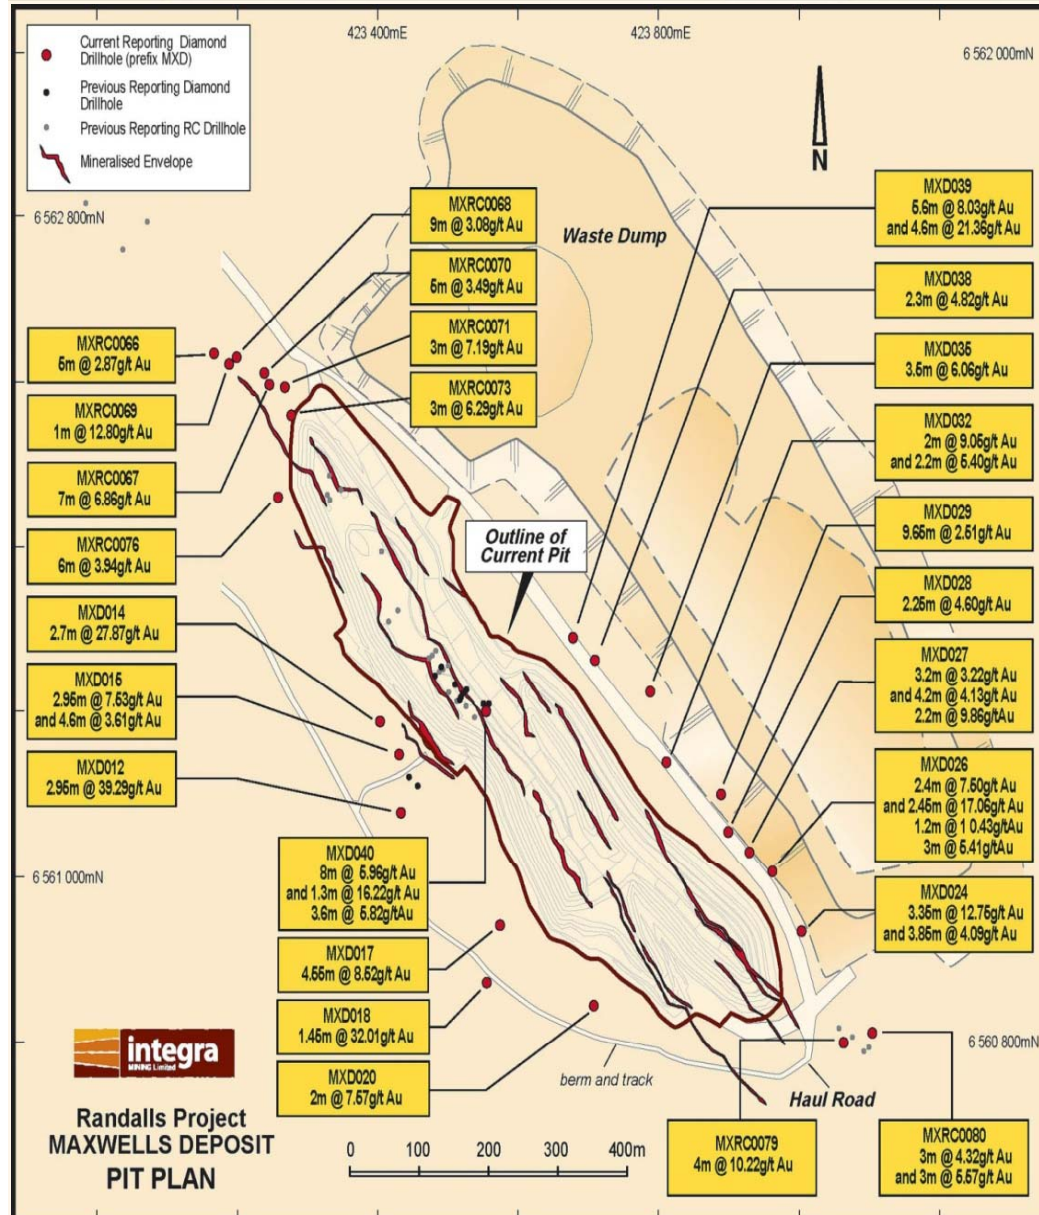 Current Reporting Diamond
Drillhole (prefix MXD)
Previous Reporting Diamond
Drillhole
Previous Reporting RC Drillhole
Mineralised Envelope
423 400mE
423 800mE
6 562 000mN
N
6 562 800mN
Waste Dump
MXRC0068
9m @ 3.08g/t Au
MXRC0070
5m @ 3.49g/t Au
MXRC0071
3m @ 7.19g/t Au
MXRC0073
3m @ 6.29g/t Au
MXRC0066
5m @ 2.87g/t Au
MXRC0069
1m @ 12.80g/t Au
MXRC0067
7m @ 6.86g/t Au
MXRC0076
6m @ 3.94g/t Au
MXD014
2.7m @ 27.87g/t Au
MXD015
2.95m @ 7.53g/t Au
and 4.6m @ 3.61g/t Au
MXD012
2.95m @ 39.29g/t Au
Outline of
Current Pit
MXD039
5.6m @ 8.03g/t Au
and 4.6m @ 21.36g/t Au
MXD038
2.3m @ 4.82g/t Au
MXD035
3.5m @ 6.06g/t Au
MXD032
2m @ 9.05g/t Au
and 2.2m @ 5.40g/t Au
MXD029
9.65m @ 2.51g/t Au
MXD028
2.25m @ 4.60g/t Au
MXD027
3.2m @ 3.22g/t Au
and 4.2m @ 4.13g/t Au
2.2m @ 9.86g/tAu
MXD026
2.4m @ 7.50g/t Au
and 2.45m @ 17.06g/t Au
1.2m @ 1 0.43g/tAu
3m @ 5.41g/tAu
MXD024
3.35m @ 12.75g/t Au
and 3.85m @ 4.09g/t Au
6 561 000mN
MXD040
8m @ 5.96g/t Au
and 1.3m @ 16.22g/t Au
3.6m @ 5.82g/tAu
MXD017
4.55m @ 8.52g/t Au
MXD018
1.45m @ 32.01g/t Au
MXD020
2m @ 7.57g/t Au
berm and track
Haul Road
6 560 800mN
MXRC0079
4m @ 10.22g/t Au
MXRC0080
3m @ 4.32g/t Au
and 3m @ 5.57g/t Au
integra
MINING Limited
Randalls Project
MAXWELLS DEPOSIT
PIT PLAN
0 100 200 400m